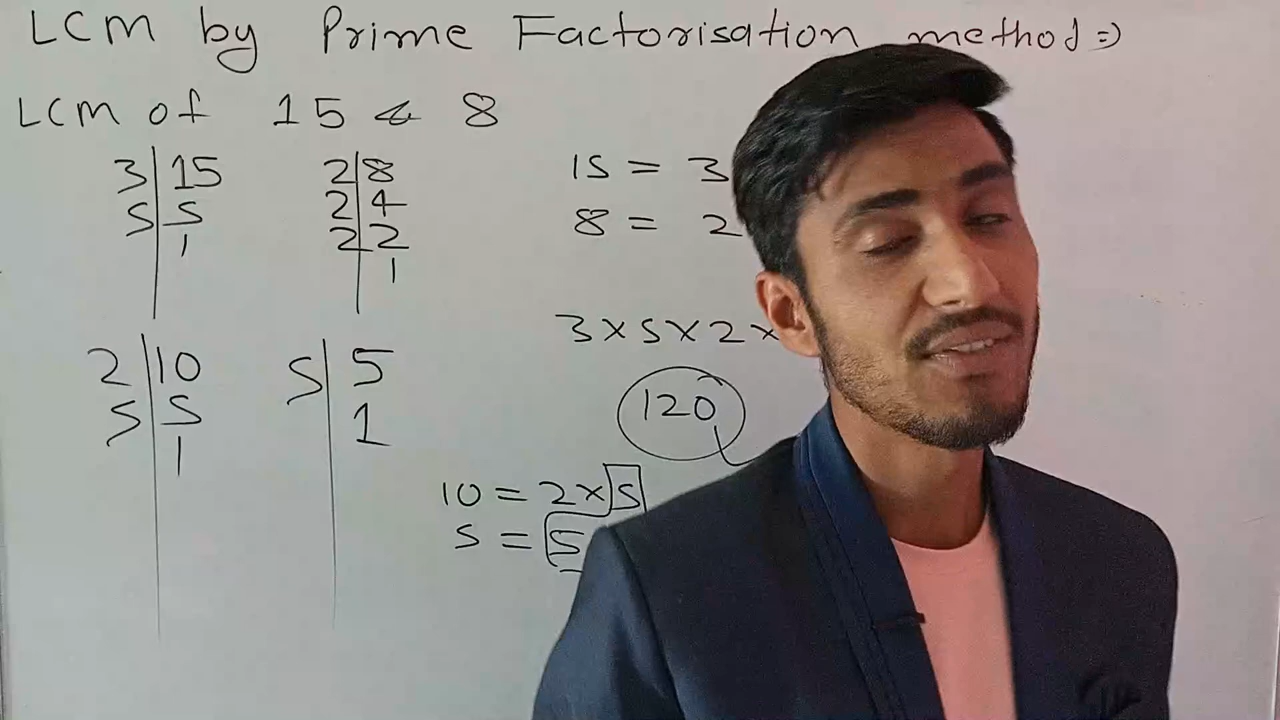 LCM by Prime Factorisation method =>
LCM of 15 & 8
3 15
5 5
1
2 8
2 4
2 2
1
15 = 3
8 = 2
3 × 5 × 2 ×
120
2 10
5 5
1
5 5
1
10 = 2 × 5
5 = 5